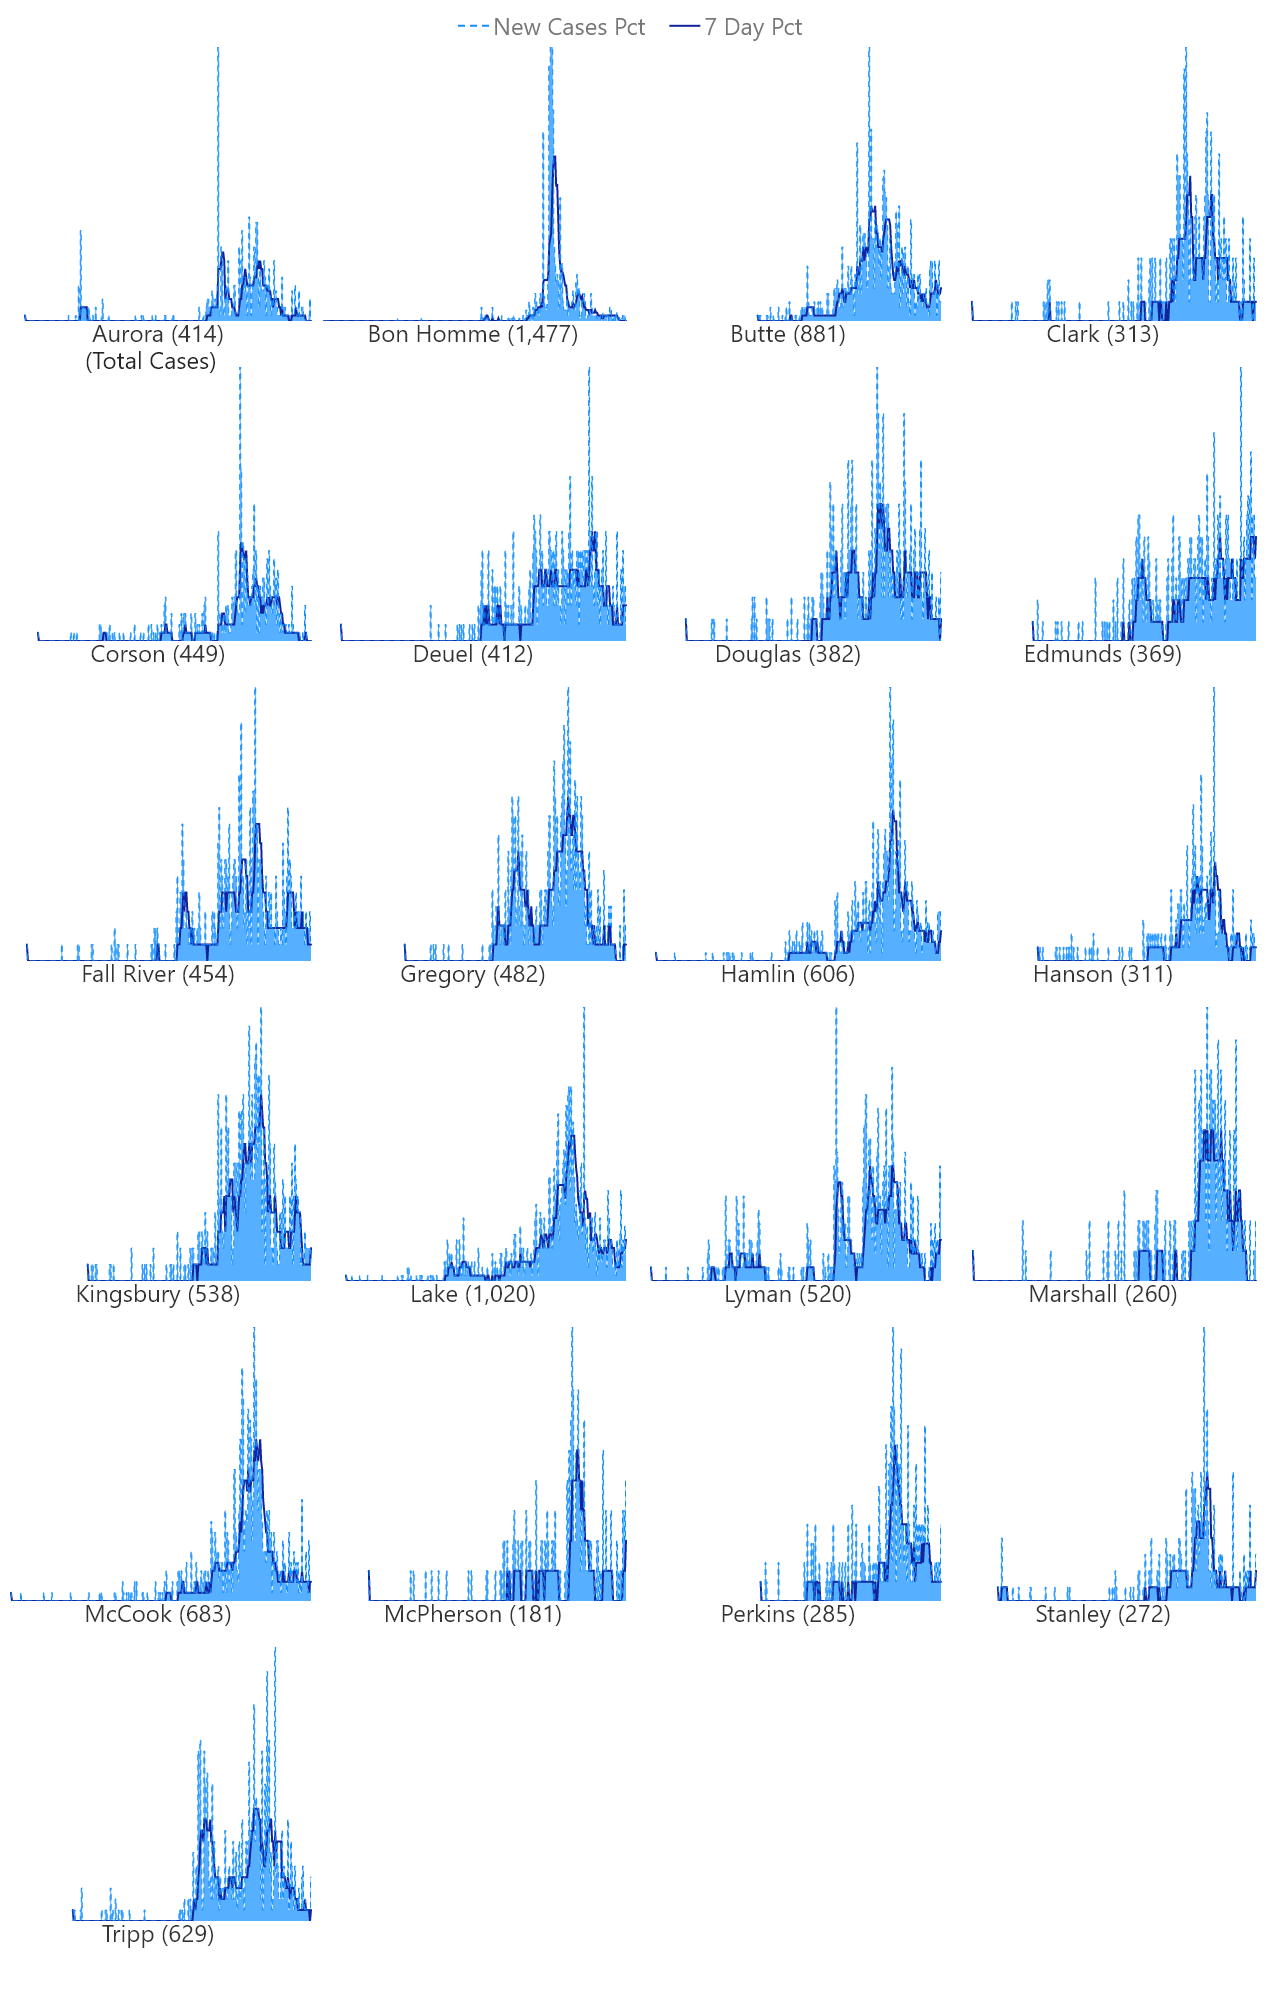 New Cases Pct 7 Day Pct
Aurora (414) Bon Homme (1,477) Butte (881) Clark (313)
(Total Cases)
Corson (449) Deuel (412) Douglas (382) Edmunds (369)
Fall River (454) Gregory (482) Hamlin (606) Hanson (311)
Kingsbury (538) Lake (1,020) Lyman (520) Marshall (260)
McCook (683) McPherson (181) Perkins (285) Stanley (272)
Tripp (629)